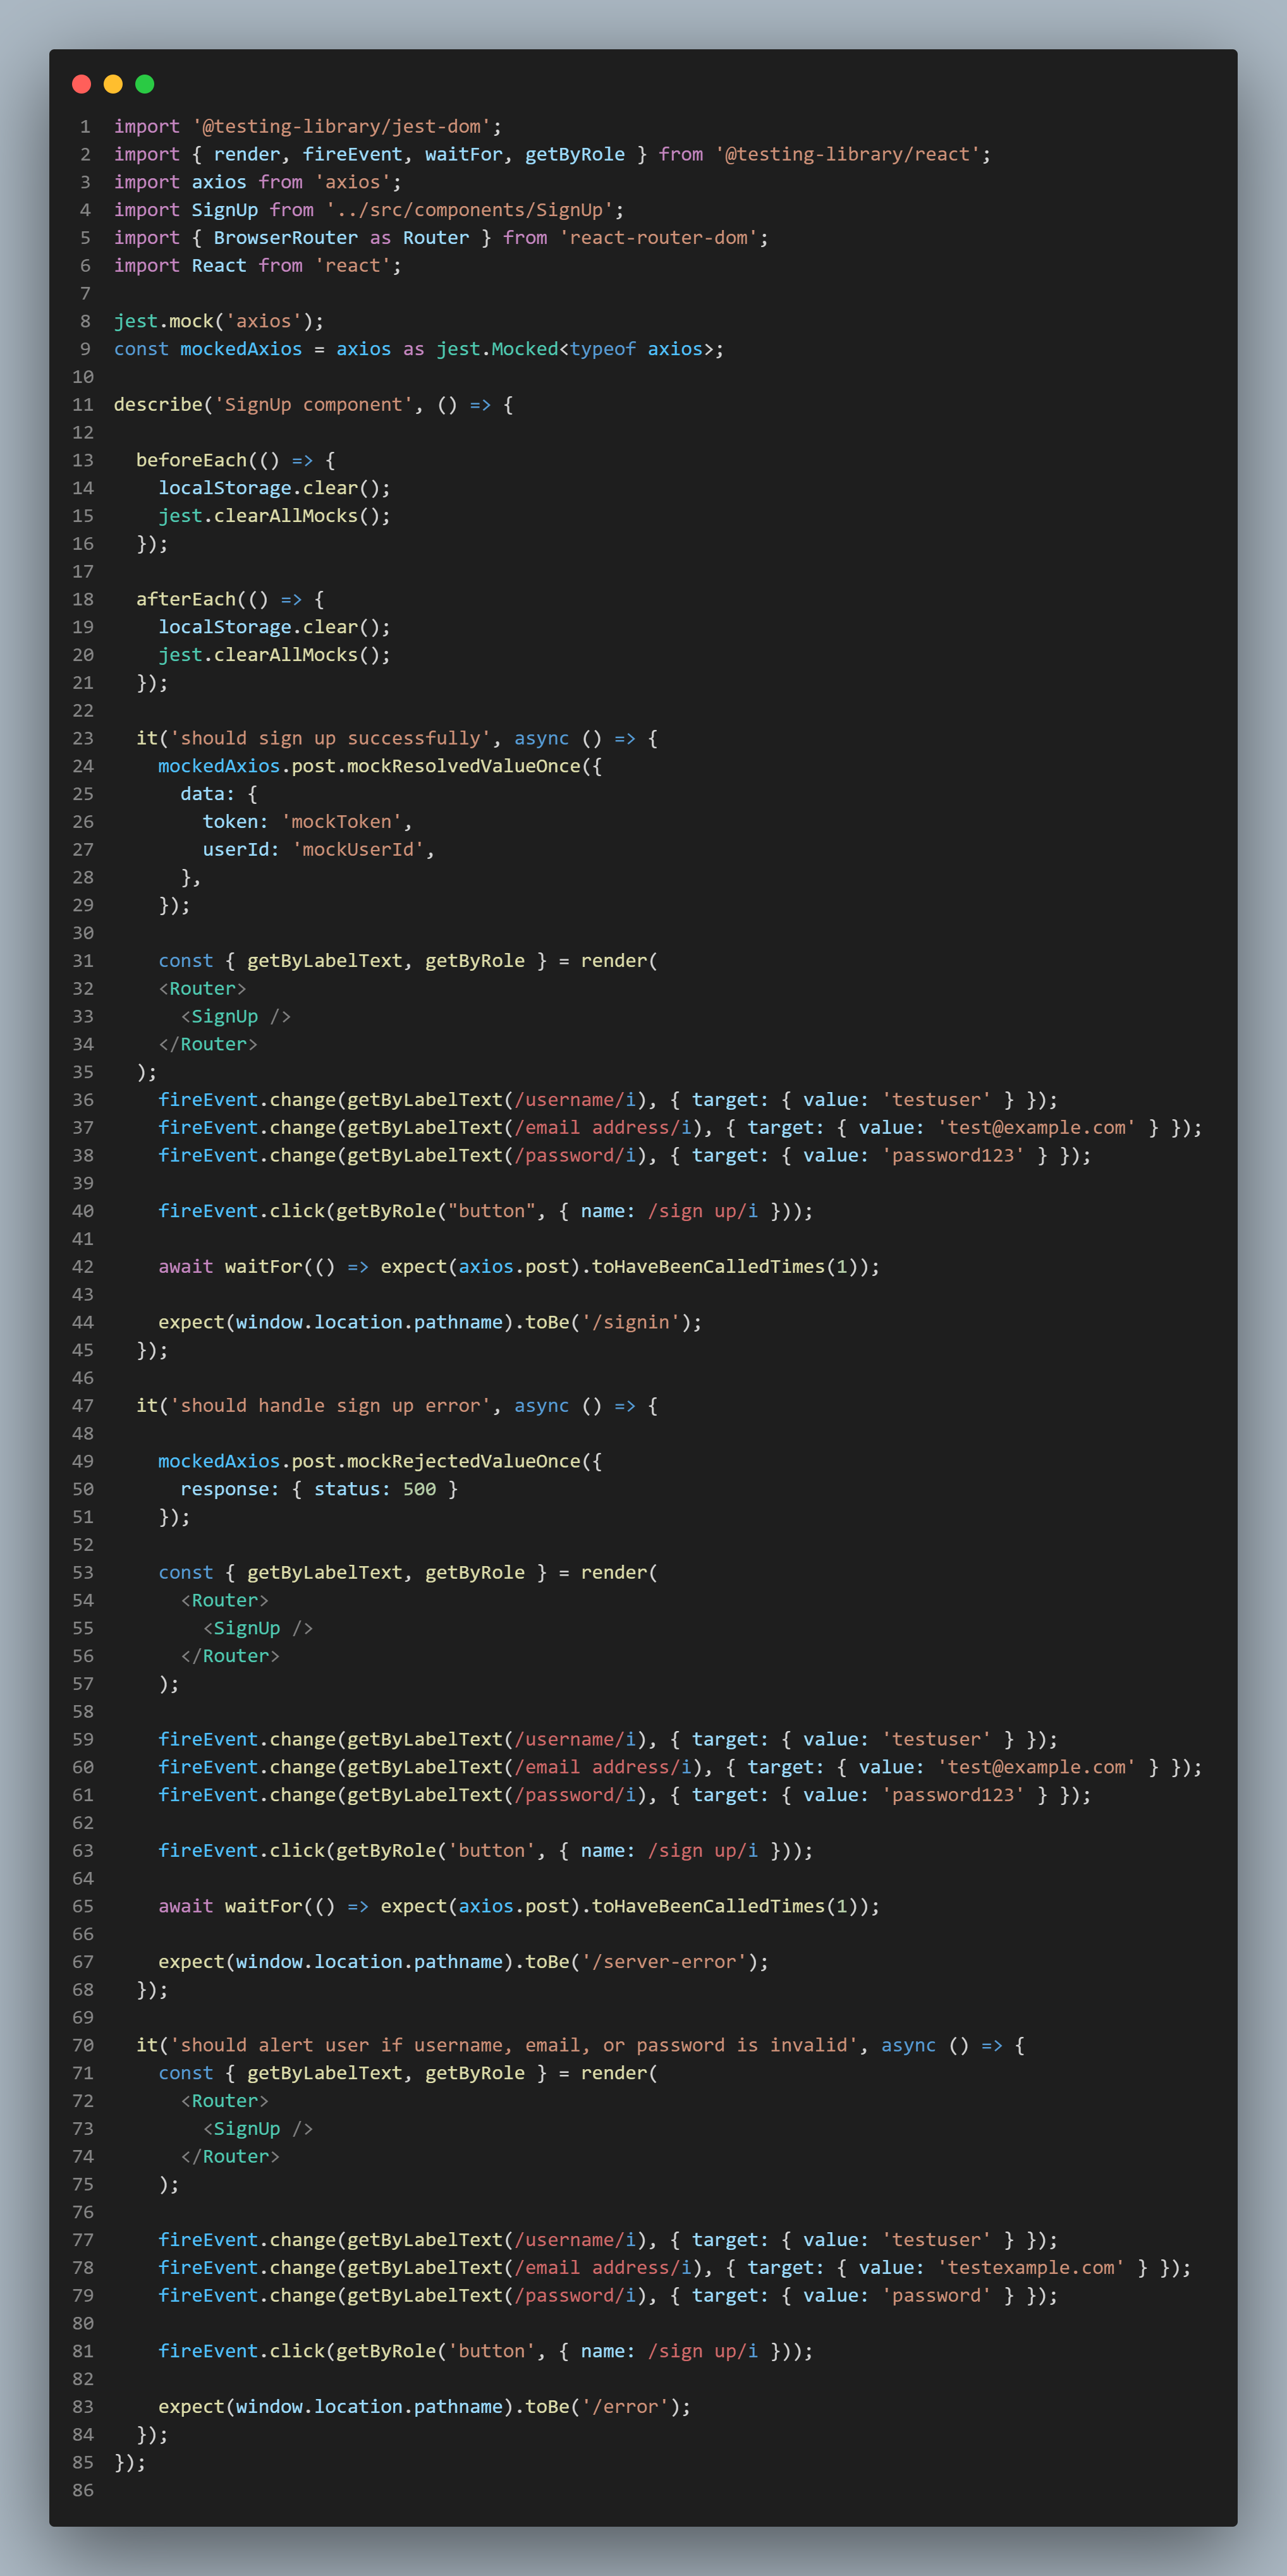 1 import '@testing-library/jest-dom';
2 import { render, fireEvent, waitFor, getByRole } from '@testing-library/react';
3 import axios from 'axios';
4 import SignUp from '../src/components/SignUp';
5 import { BrowserRouter as Router } from 'react-router-dom';
6 import React from 'react';
7
8 jest.mock('axios');
9 const mockedAxios = axios as jest.Mocked<typeof axios>;
10
11 describe('SignUp component', () => {
12
13   beforeEach(() => {
14     localStorage.clear();
15     jest.clearAllMocks();
16   });
17
18   afterEach(() => {
19     localStorage.clear();
20     jest.clearAllMocks();
21   });
22
23   it('should sign up successfully', async () => {
24     mockedAxios.post.mockResolvedValueOnce({
25       data: {
26         token: 'mockToken',
27         userId: 'mockUserId',
28       },
29     });
30
31     const { getByLabelText, getByRole } = render(
32     <Router>
33       <SignUp />
34     </Router>
35   );
36     fireEvent.change(getByLabelText(/username/i), { target: { value: 'testuser' } });
37     fireEvent.change(getByLabelText(/email address/i), { target: { value: 'test@example.com' } });
38     fireEvent.change(getByLabelText(/password/i), { target: { value: 'password123' } });
39
40     fireEvent.click(getByRole("button", { name: /sign up/i }));
41
42     await waitFor(() => expect(axios.post).toHaveBeenCalledTimes(1));
43
44     expect(window.location.pathname).toBe('/signin');
45   });
46
47   it('should handle sign up error', async () => {
48
49     mockedAxios.post.mockRejectedValueOnce({
50       response: { status: 500 }
51     });
52
53     const { getByLabelText, getByRole } = render(
54       <Router>
55         <SignUp />
56       </Router>
57     );
58
59     fireEvent.change(getByLabelText(/username/i), { target: { value: 'testuser' } });
60     fireEvent.change(getByLabelText(/email address/i), { target: { value: 'test@example.com' } });
61     fireEvent.change(getByLabelText(/password/i), { target: { value: 'password123' } });
62
63     fireEvent.click(getByRole('button', { name: /sign up/i }));
64
65     await waitFor(() => expect(axios.post).toHaveBeenCalledTimes(1));
66
67     expect(window.location.pathname).toBe('/server-error');
68   });
69
70   it('should alert user if username, email, or password is invalid', async () => {
71     const { getByLabelText, getByRole } = render(
72       <Router>
73         <SignUp />
74       </Router>
75     );
76
77     fireEvent.change(getByLabelText(/username/i), { target: { value: 'testuser' } });
78     fireEvent.change(getByLabelText(/email address/i), { target: { value: 'testexample.com' } });
79     fireEvent.change(getByLabelText(/password/i), { target: { value: 'password' } });
80
81     fireEvent.click(getByRole('button', { name: /sign up/i }));
82
83     expect(window.location.pathname).toBe('/error');
84   });
85 });
86